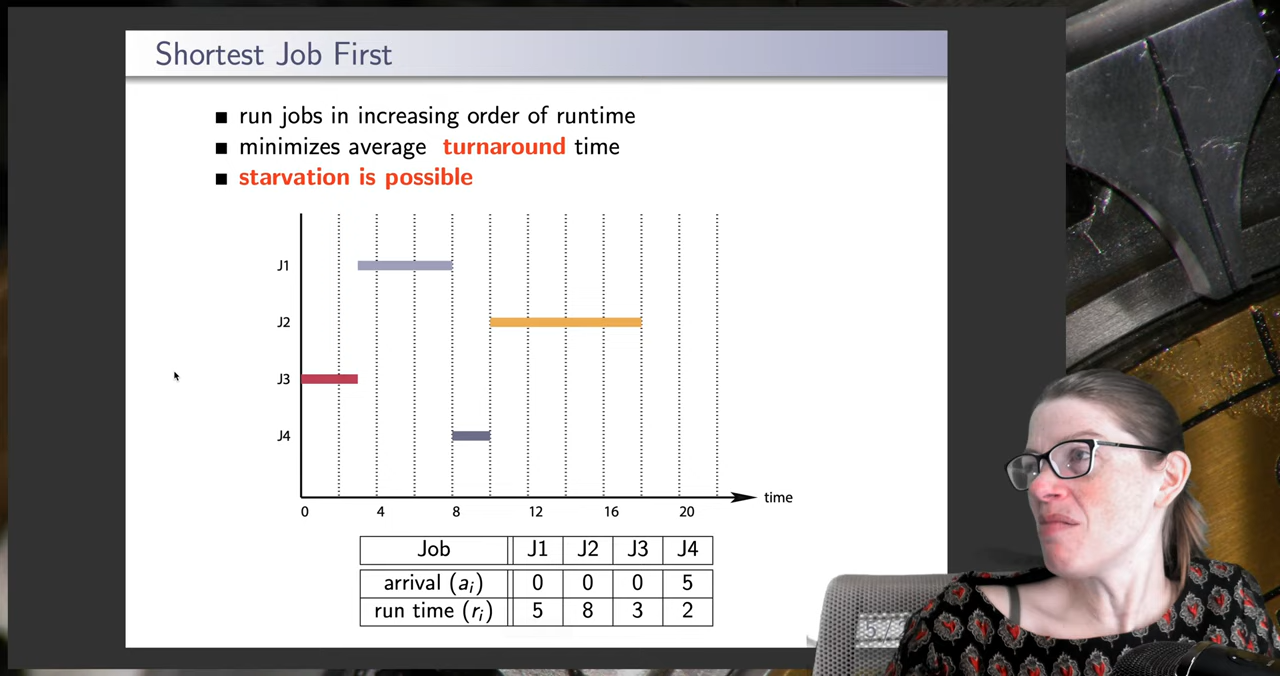 Shortest Job First
run jobs in increasing order of runtime
minimizes average turnaround time
starvation is possible
J1
J2
J3
J4
time
0 4 8 12 16 20
Job J1 J2 J3 J4
arrival (aᵢ) 0 0 0 5
run time (rᵢ) 5 8 3 2